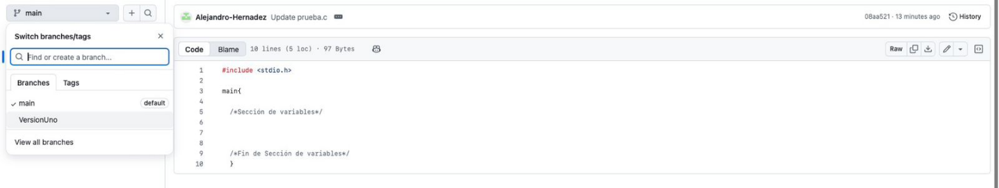 main
Switch branches/tags
Find or create a branch...
Branches Tags
main default
VersionUno
View all branches
Alejandro-Hernadez Update prueba.c
08aa521 · 13 minutes ago History
Code Blame 10 lines (5 loc) · 97 Bytes
Raw
1 #include <stdio.h>
2
3 main{
4
5 /*Sección de variables*/
6
7
8
9 /*Fin de Sección de variables*/
10 }